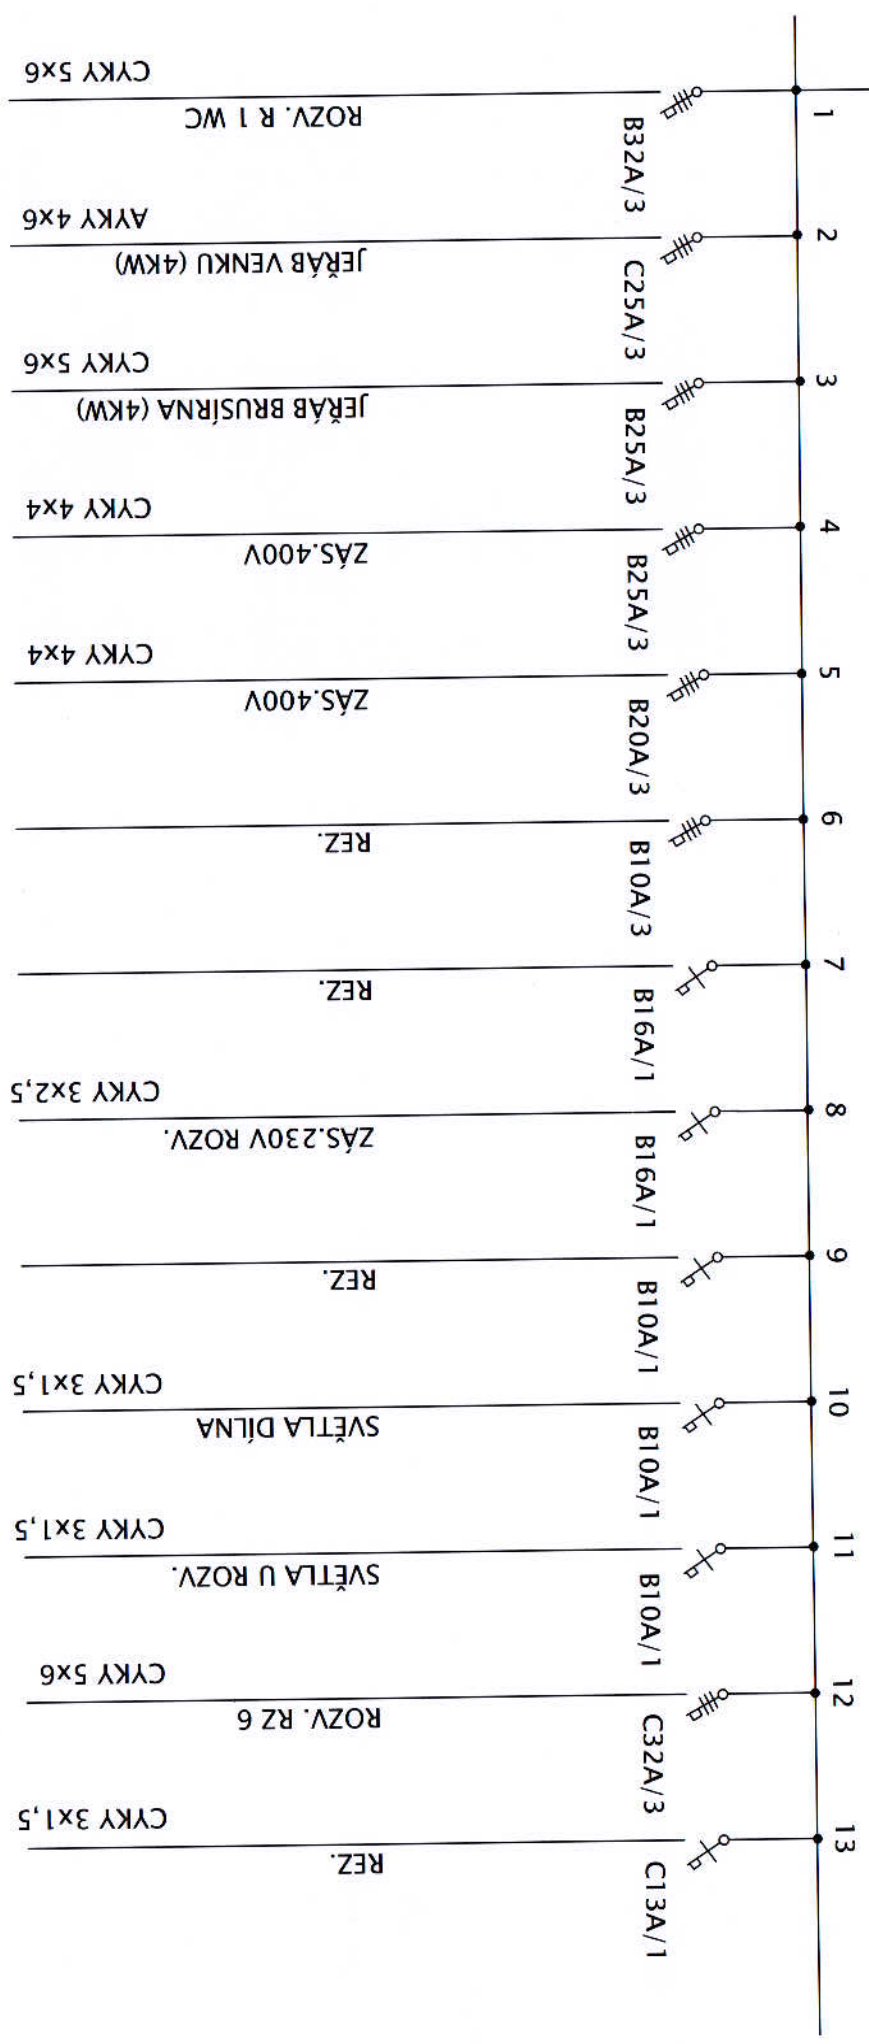 1
B32A/3
ROZV. R 1 WC
CYKY 5x6
2
C25A/3
JEŘÁB VENKU (4KW)
AYKY 4x6
3
B25A/3
JEŘÁB BRUSÍRNA (4KW)
CYKY 5x6
4
B25A/3
ZÁS.400V
CYKY 4x4
5
B20A/3
ZÁS.400V
CYKY 4x4
6
B10A/3
REZ.
7
B16A/1
REZ.
8
B16A/1
ZÁS.230V ROZV.
CYKY 3x2,5
9
B10A/1
REZ.
10
B10A/1
SVĚTLA DÍLNA
CYKY 3x1,5
11
B10A/1
SVĚTLA U ROZV.
CYKY 3x1,5
12
C32A/3
ROZV. RZ 6
CYKY 5x6
13
C13A/1
REZ.
CYKY 3x1,5